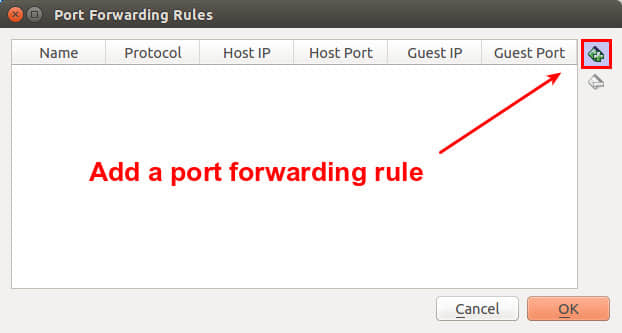 Port Forwarding Rules
Name Protocol Host IP Host Port Guest IP Guest Port
Add a port forwarding rule
Cancel OK